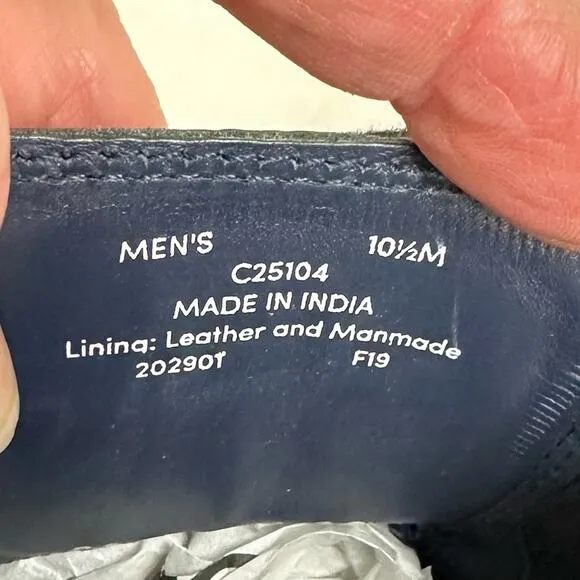 MEN'S 10½M
C25104
MADE IN INDIA
Lining: Leather and Manmade
20290T F19